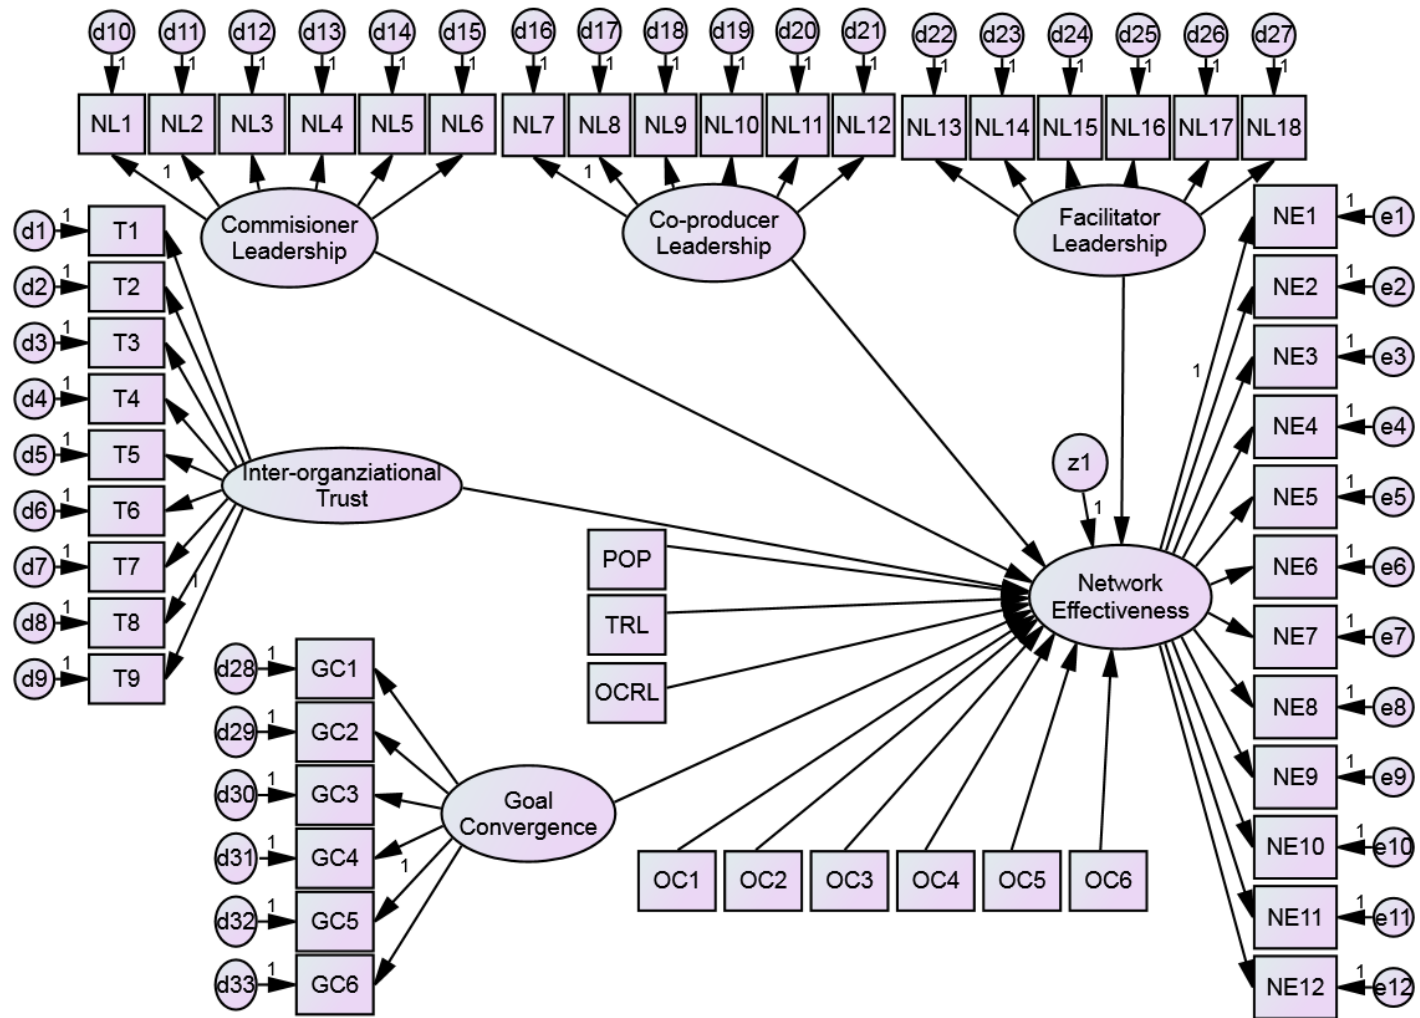 d10 d11 d12 d13 d14 d15 d16 d17 d18 d19 d20 d21 d22 d23 d24 d25 d26 d27
1 1 1 1 1 1 1 1 1 1 1 1 1 1 1 1 1 1
NL1 NL2 NL3 NL4 NL5 NL6 NL7 NL8 NL9 NL10 NL11 NL12 NL13 NL14 NL15 NL16 NL17 NL18
1 1
Commisioner
Leadership
Co-producer
Leadership
Facilitator
Leadership
d1 1 T1
d2 1 T2
d3 1 T3
d4 1 T4
d5 1 T5
d6 1 T6
d7 1 T7
d8 1 T8
d9 1 T9
1
Inter-organziational
Trust
NE1 1 e1
NE2 1 e2
NE3 1 e3
NE4 1 e4
NE5 1 e5
NE6 1 e6
NE7 1 e7
NE8 1 e8
NE9 1 e9
NE10 1 e10
NE11 1 e11
NE12 1 e12
1
z1
1
Network
Effectiveness
POP
TRL
OCRL
d28 1 GC1
d29 1 GC2
d30 1 GC3
d31 1 GC4
d32 1 GC5
d33 1 GC6
1
Goal
Convergence
OC1 OC2 OC3 OC4 OC5 OC6